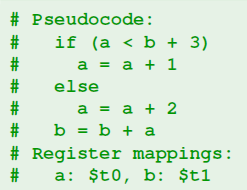 # Pseudocode:
#   if (a < b + 3)
#     a = a + 1
#   else
#     a = a + 2
#   b = b + a
# Register mappings:
#   a: $t0, b: $t1